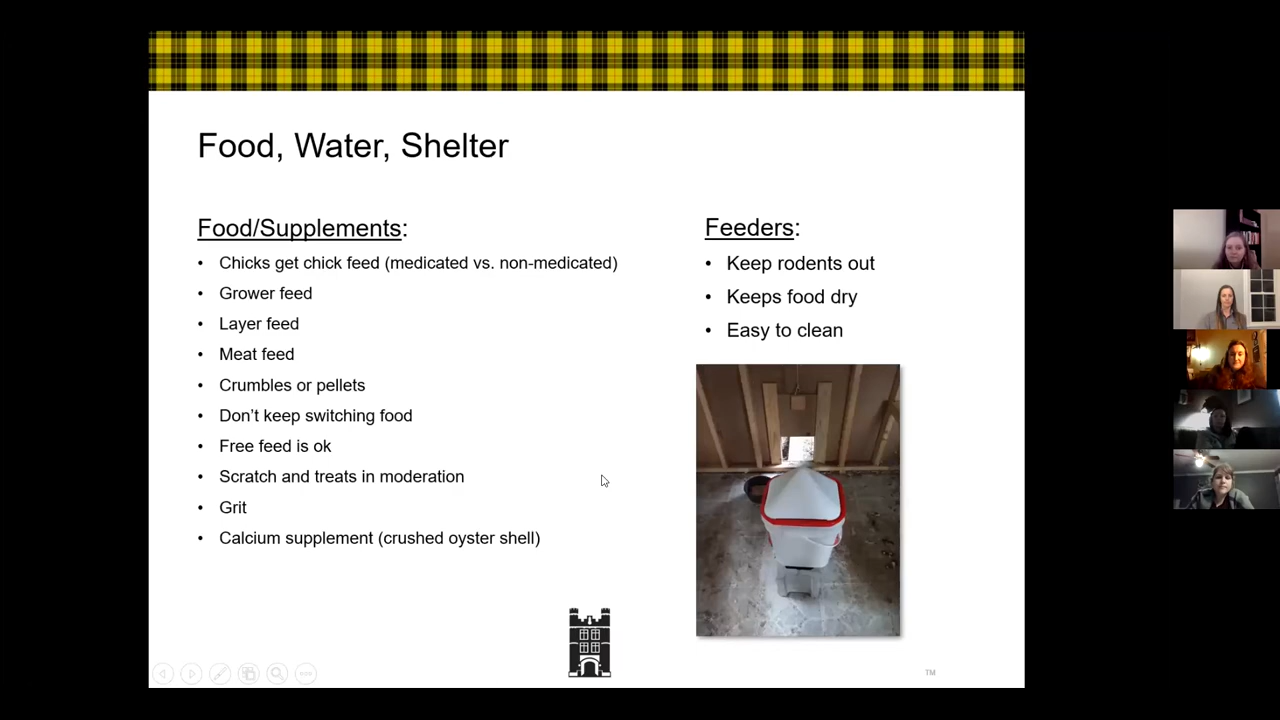 Food, Water, Shelter
Food/Supplements:
• Chicks get chick feed (medicated vs. non-medicated)
• Grower feed
• Layer feed
• Meat feed
• Crumbles or pellets
• Don’t keep switching food
• Free feed is ok
• Scratch and treats in moderation
• Grit
• Calcium supplement (crushed oyster shell)
Feeders:
• Keep rodents out
• Keeps food dry
• Easy to clean
TM